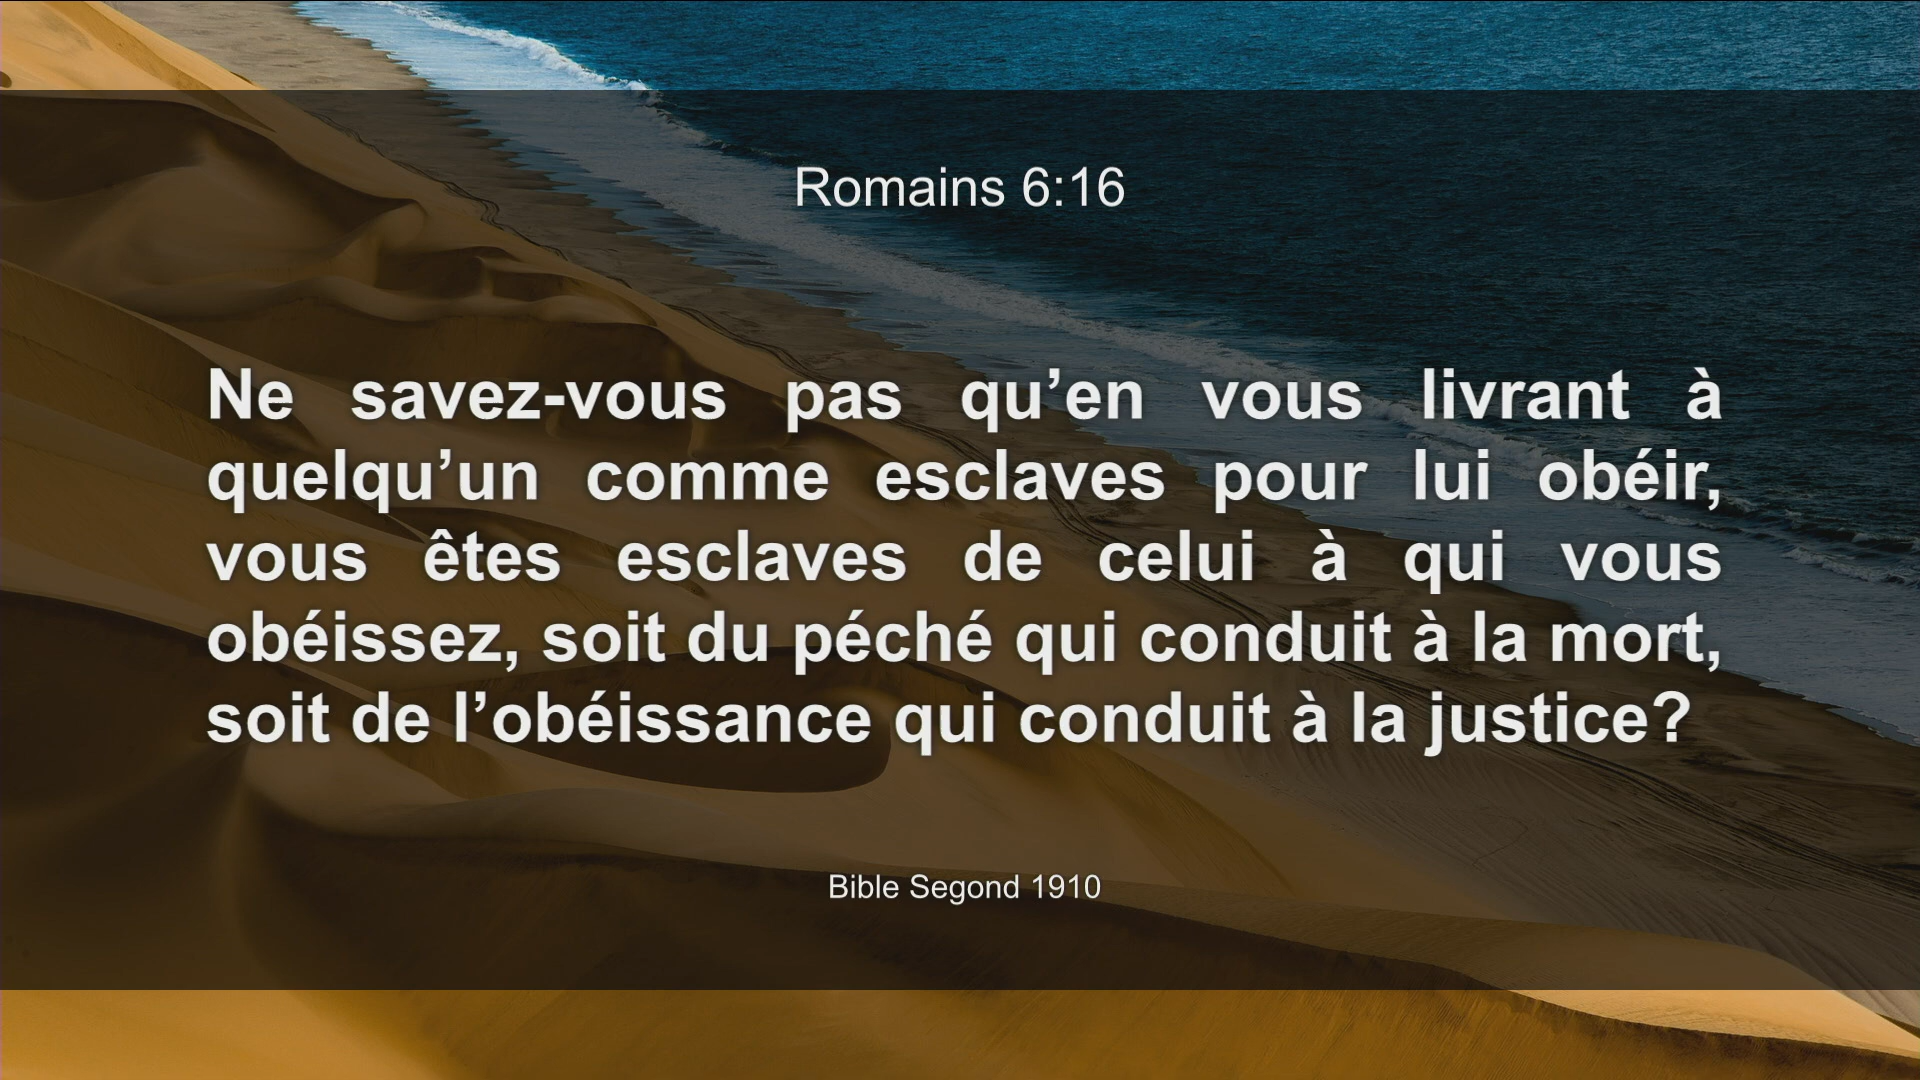 Romains 6:16
Ne savez-vous pas qu’en vous livrant à
quelqu’un comme esclaves pour lui obéir,
vous êtes esclaves de celui à qui vous
obéissez, soit du péché qui conduit à la mort,
soit de l’obéissance qui conduit à la justice?
Bible Segond 1910